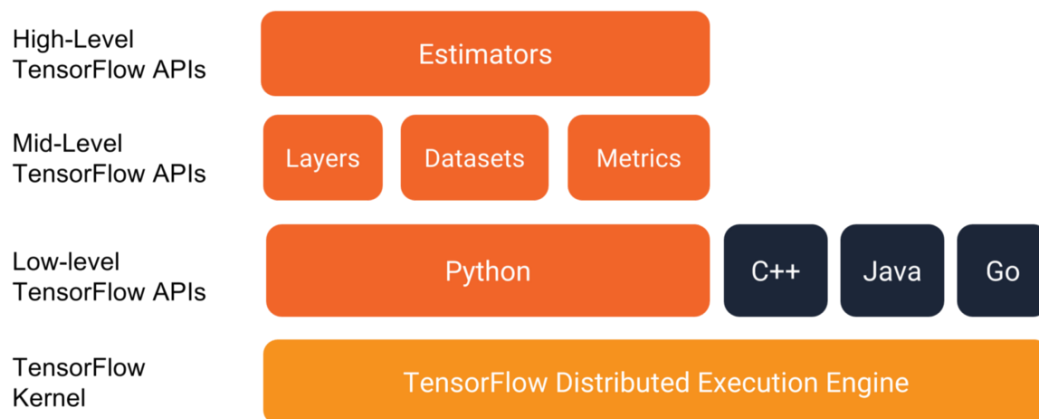 High-Level
TensorFlow APIs
Estimators
Mid-Level
TensorFlow APIs
Layers
Datasets
Metrics
Low-level
TensorFlow APIs
Python
C++
Java
Go
TensorFlow
Kernel
TensorFlow Distributed Execution Engine